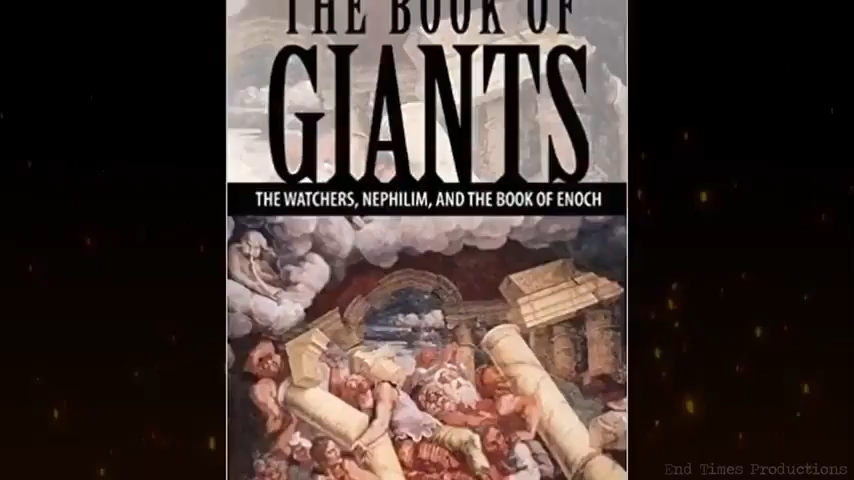 THE BOOK OF
GIANTS
THE WATCHERS, NEPHILIM, AND THE BOOK OF ENOCH
End Times Productions